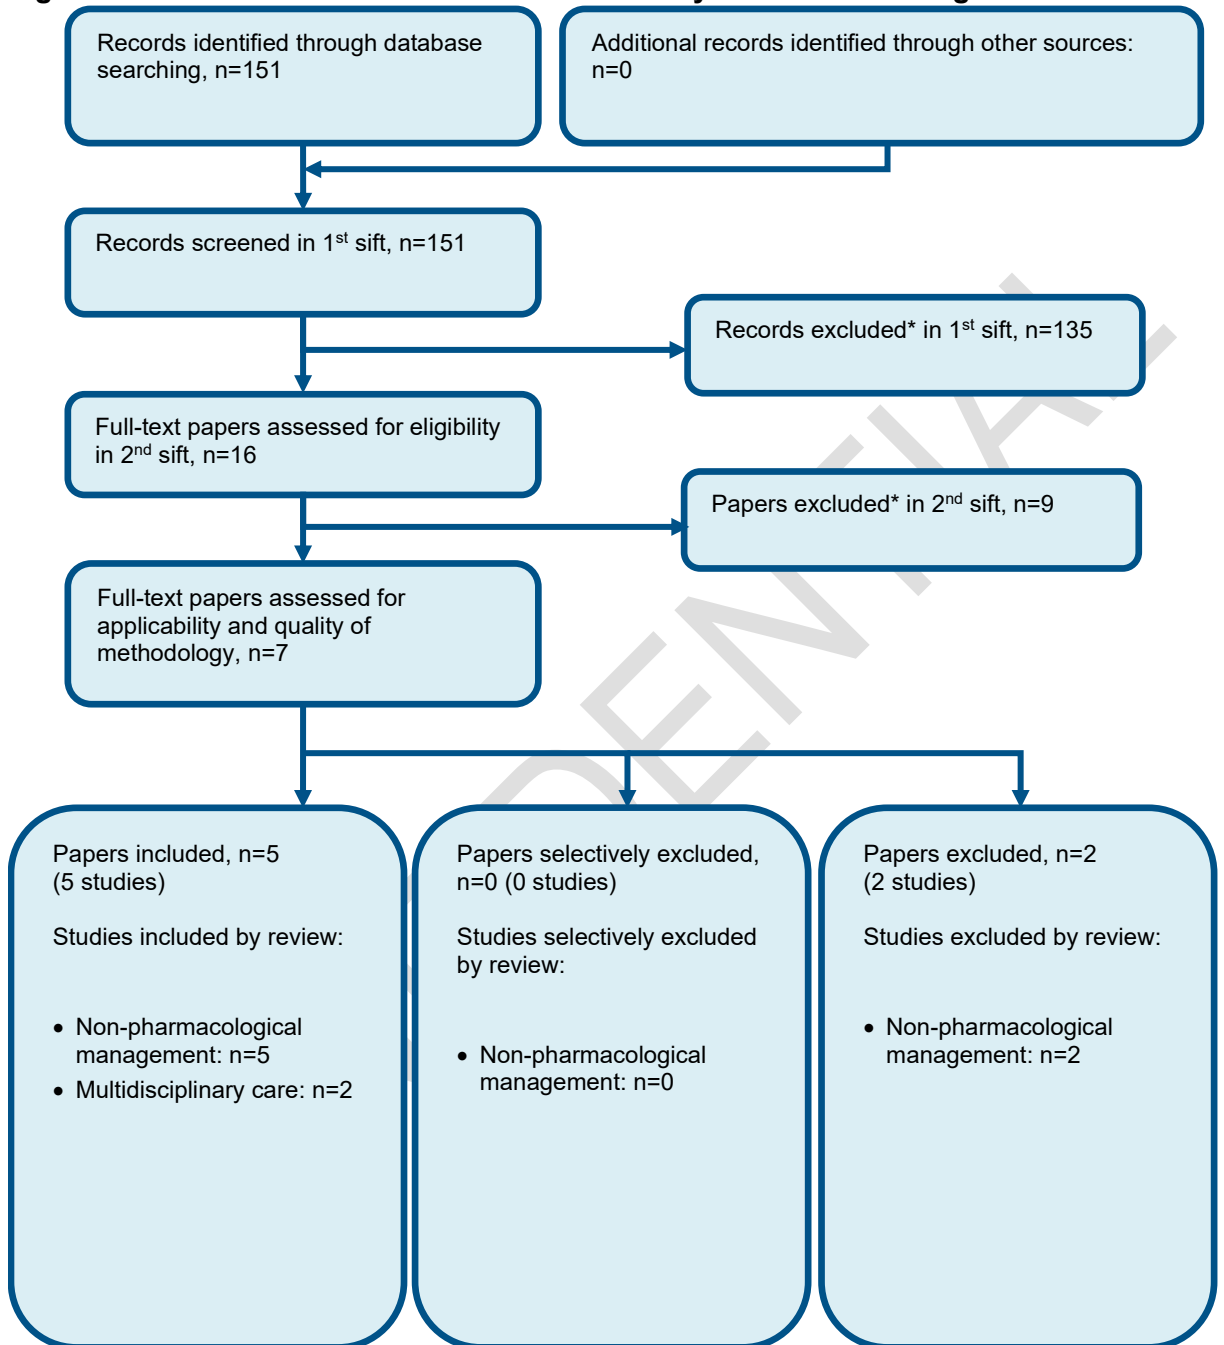 Records identified through database
searching, n=151
Additional records identified through other sources:
n=0
Records screened in 1st sift, n=151
Records excluded* in 1st sift, n=135
Full-text papers assessed for eligibility
in 2nd sift, n=16
Papers excluded* in 2nd sift, n=9
Full-text papers assessed for
applicability and quality of
methodology, n=7
Papers included, n=5
(5 studies)
Studies included by review:
• Non-pharmacological
management: n=5
• Multidisciplinary care: n=2
Papers selectively excluded,
n=0 (0 studies)
Studies selectively excluded
by review:
• Non-pharmacological
management: n=0
Papers excluded, n=2
(2 studies)
Studies excluded by review:
• Non-pharmacological
management: n=2